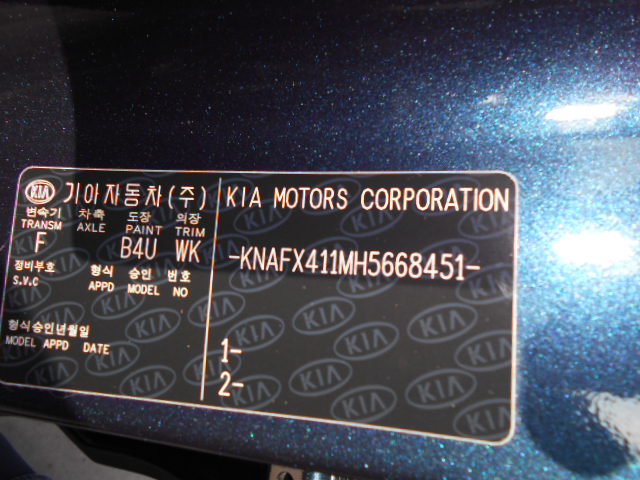 KIA 기아자동차(주) KIA MOTORS CORPORATION
변속기 차축 도장 의장
TRANSM AXLE PAINT TRIM
F B4U WK
-KNAFX411MH5668451-
정비부호 형식 승인 번호
S.V.C APPD MODEL NO
형식승인년월일
MODEL APPD DATE
1-
2-